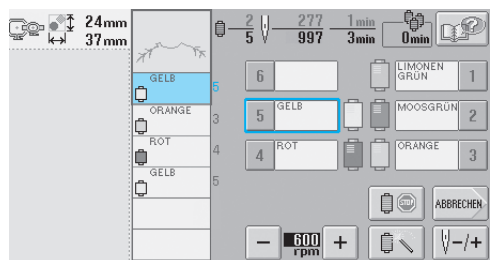 24mm
37mm
2
5
277
997
1min
3min
0min
GELB
5
ORANGE
3
ROT
4
GELB
5
6
LIMONEN
GRÜN
1
5
GELB
MOOSGRÜN
2
4
ROT
ORANGE
3
STOP
ABBRECHEN
–
600
rpm
+
–/+